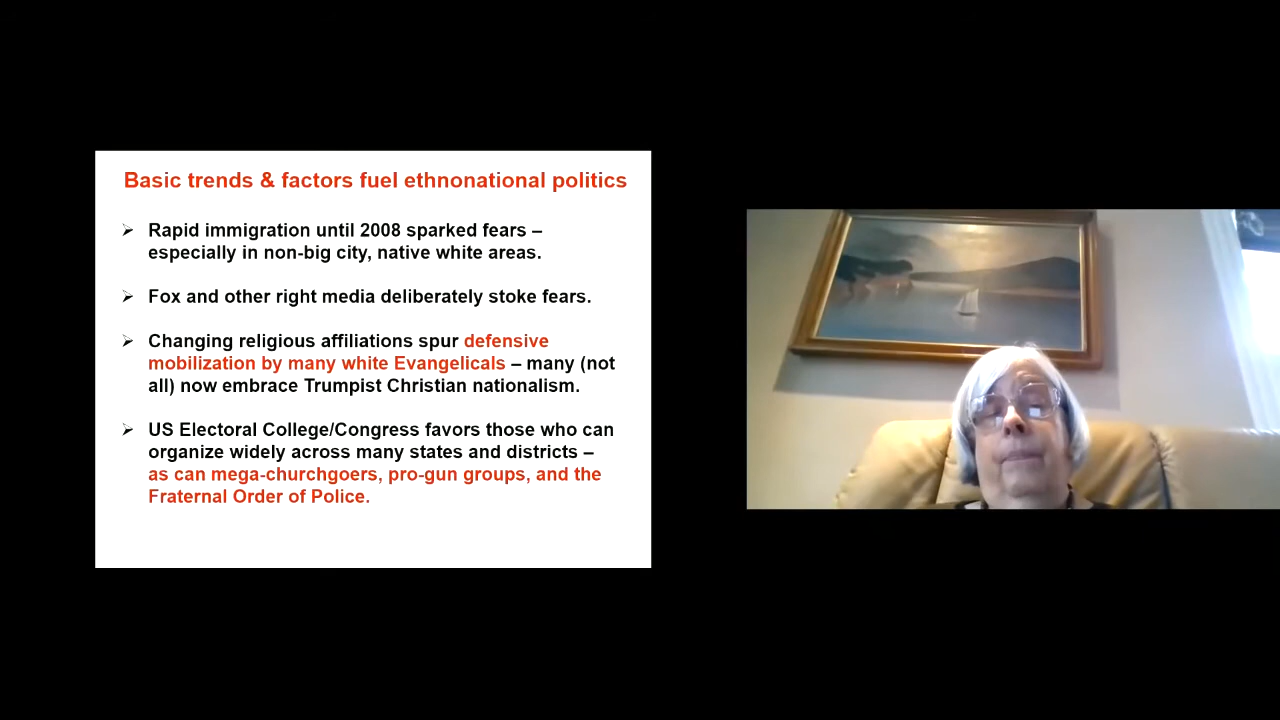 Basic trends & factors fuel ethnonational politics
Rapid immigration until 2008 sparked fears –
especially in non-big city, native white areas.
Fox and other right media deliberately stoke fears.
Changing religious affiliations spur defensive
mobilization by many white Evangelicals – many (not
all) now embrace Trumpist Christian nationalism.
US Electoral College/Congress favors those who can
organize widely across many states and districts –
as can mega-churchgoers, pro-gun groups, and the
Fraternal Order of Police.